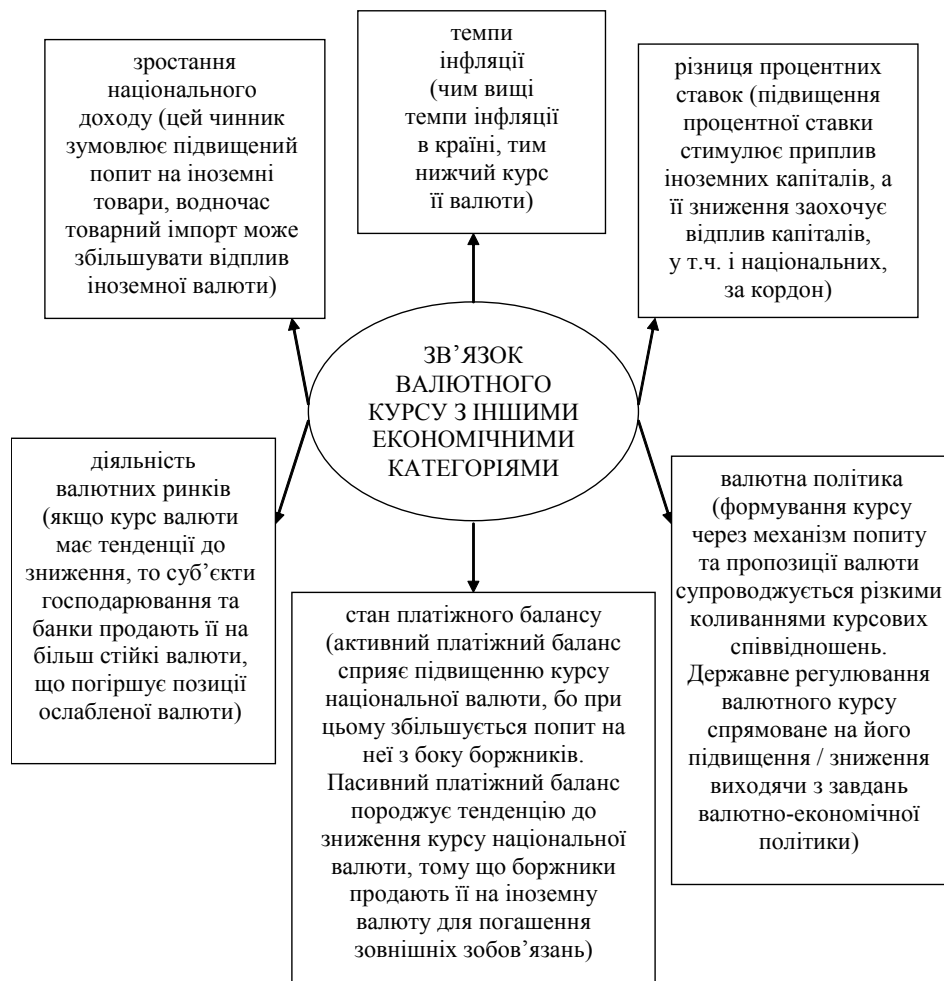 зростання
національного
доходу (цей чинник
зумовлює підвищений
попит на іноземні
товари, водночас
товарний імпорт може
збільшувати відплив
іноземної валюти)
темпи
інфляції
(чим вищі
темпи інфляції
в країні, тим
нижчий курс
її валюти)
різниця процентних
ставок (підвищення
процентної ставки
стимулює приплив
іноземних капіталів, а
її зниження заохочує
відплив капіталів,
у т.ч. і національних,
за кордон)
ЗВ’ЯЗОК
ВАЛЮТНОГО
КУРСУ З ІНШИМИ
ЕКОНОМІЧНИМИ
КАТЕГОРІЯМИ
діяльність
валютних ринків
(якщо курс валюти
має тенденції до
зниження, то суб’єкти
господарювання та
банки продають її на
більш стійкі валюти,
що погіршує позиції
ослабленої валюти)
стан платіжного балансу
(активний платіжний баланс
сприяє підвищенню курсу
національної валюти, бо при
цьому збільшується попит на
неї з боку боржників.
Пасивний платіжний баланс
породжує тенденцію до
зниження курсу національної
валюти, тому що боржники
продають її на іноземну
валюту для погашення
зовнішніх зобов’язань)
валютна політика
(формування курсу
через механізм попиту
та пропозиції валюти
супроводжується різкими
коливаннями курсових
співвідношень.
Державне регулювання
валютного курсу
спрямоване на його
підвищення / зниження
виходячи з завдань
валютно-економічної
політики)